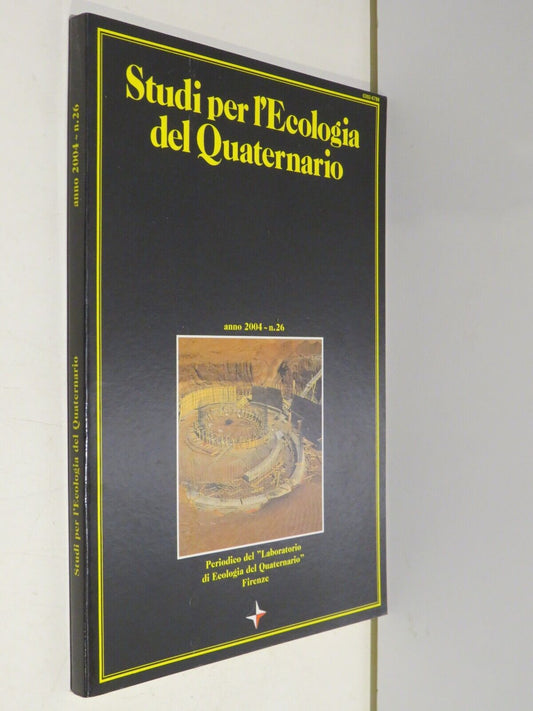 Studi per l'Ecologia
del Quaternario
anno 2004 - n.26
Periodico del "Laboratorio
di Ecologia del Quaternario"
Firenze
anno 2004 - n.26
Studi per l'Ecologia del Quaternario